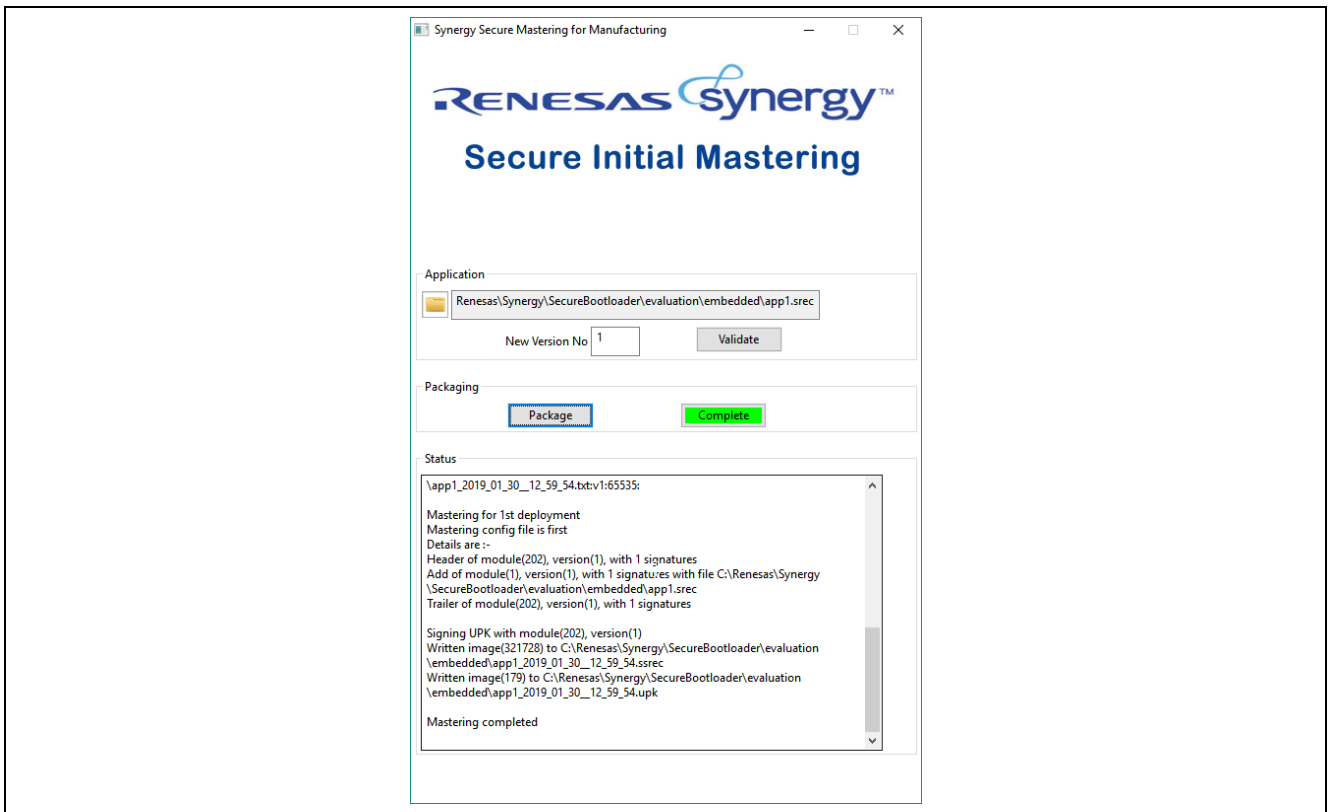 Synergy Secure Mastering for Manufacturing
RENESAS synergy™
Secure Initial Mastering
Application
Renesas\Synergy\SecureBootloader\evaluation\embedded\app1.srec
New Version No 1 Validate
Packaging
Package Complete
Status
\app1_2019_01_30__12_59_54.txt:v1:65535:
Mastering for 1st deployment
Mastering config file is first
Details are :-
Header of module(202), version(1), with 1 signatures
Add of module(1), version(1), with 1 signatures with file C:\Renesas\Synergy
\SecureBootloader\evaluation\embedded\app1.srec
Trailer of module(202), version(1), with 1 signatures
Signing UPK with module(202), version(1)
Written image(321728) to C:\Renesas\Synergy\SecureBootloader\evaluation
\embedded\app1_2019_01_30__12_59_54.ssrec
Written image(179) to C:\Renesas\Synergy\SecureBootloader\evaluation
\embedded\app1_2019_01_30__12_59_54.upk
Mastering completed